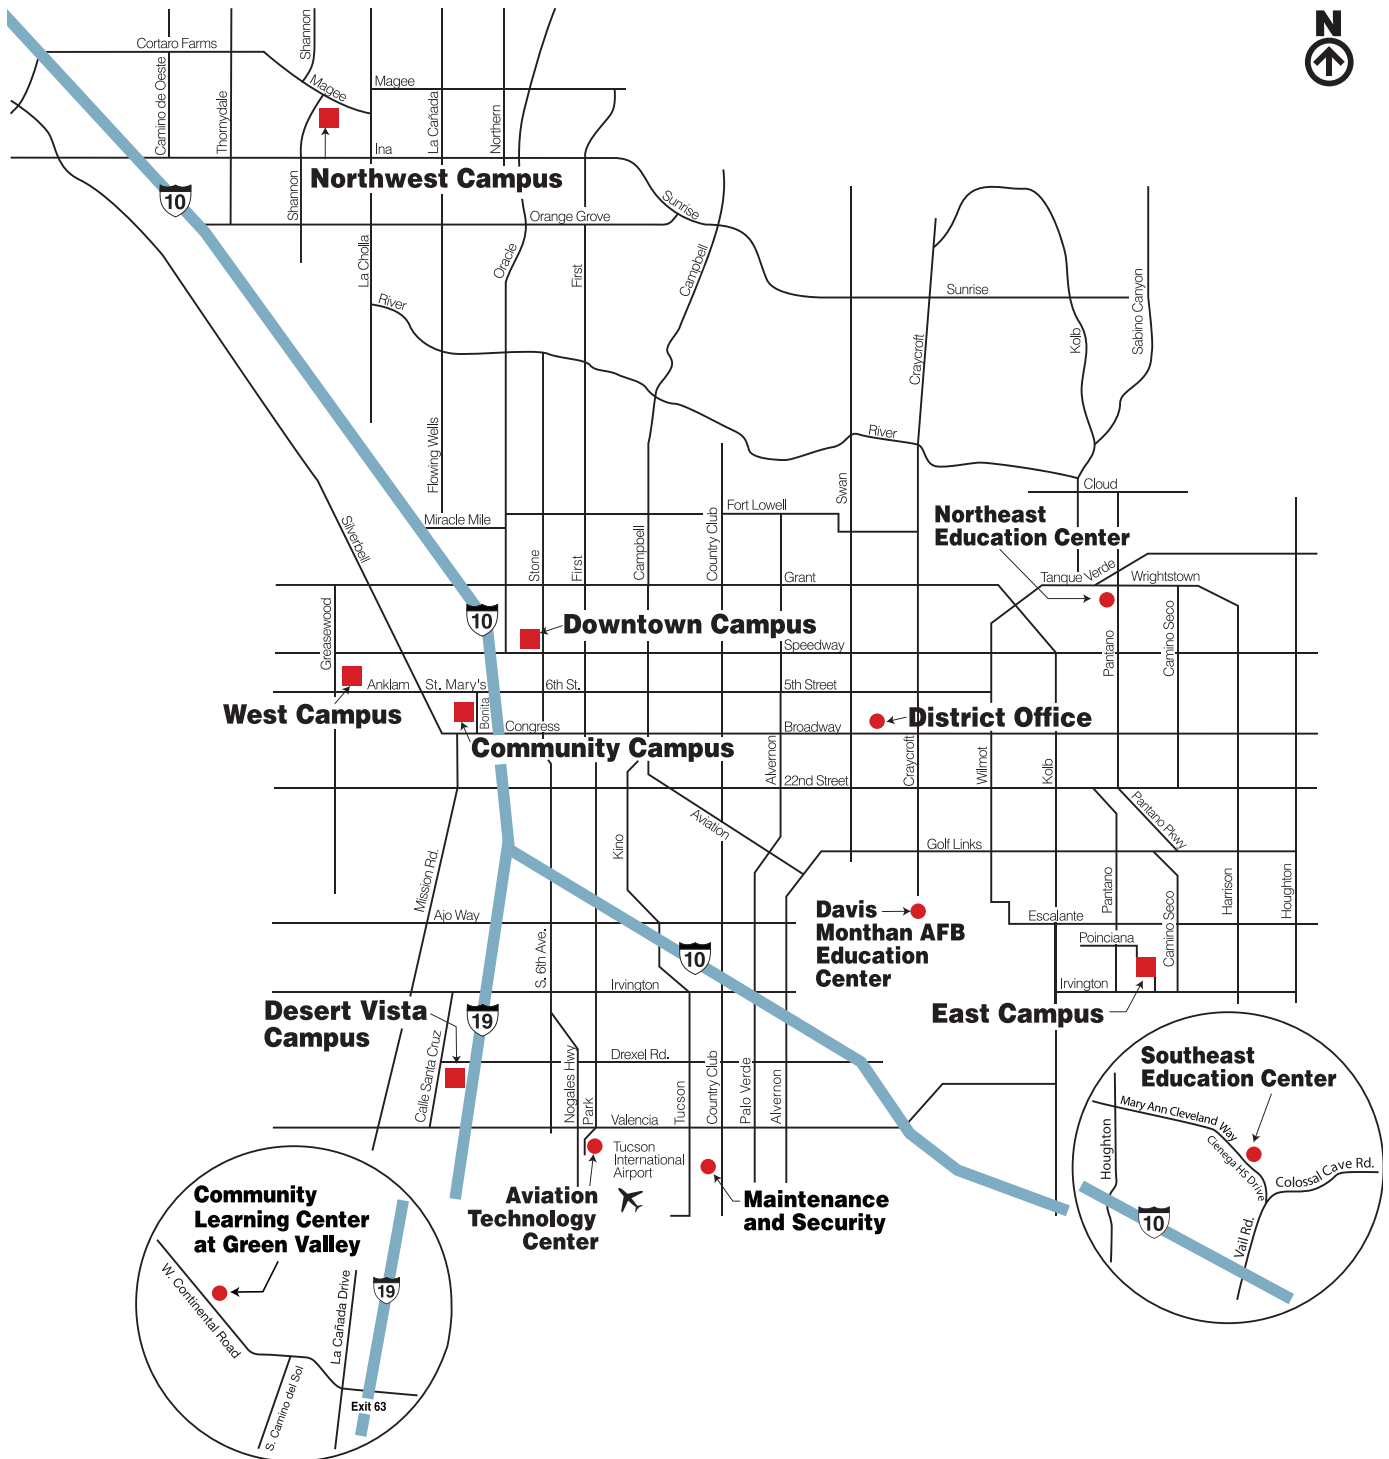 N
Cortaro Farms
Shannon
Magee
Magee
Camino de Oeste
Thornydale
La Cañada
Northern
Ina
Northwest Campus
10
Shannon
Sunrise
Orange Grove
La Cholla
Oracle
First
Campbell
River
Sunrise
Craycroft
Kolb
Sabino Canyon
Flowing Wells
River
Swan
Cloud
Silverbell
Miracle Mile
Fort Lowell
Country Club
Northeast
Education Center
Stone
First
Campbell
Grant
Tanque Verde
Wrightstown
10
Greasewood
Downtown Campus
Speedway
Pantano
Camino Seco
Anklam
St. Mary's
6th St.
5th Street
West Campus
Bonita
Congress
Broadway
District Office
Community Campus
Alvernon
Craycroft
Wilmot
Kolb
22nd Street
Aviation
Pantano Pkwy
Kino
Golf Links
Mission Rd.
Pantano
Camino Seco
Harrison
Houghton
Ajo Way
S. 6th Ave.
10
Davis
Monthan AFB
Education
Center
Escalante
Poinciana
Irvington
Irvington
East Campus
Desert Vista
Campus
19
Calle Santa Cruz
Drexel Rd.
Nogales Hwy
Park
Tucson
Country Club
Palo Verde
Alvernon
Valencia
Tucson
International
Airport
Aviation
Technology
Center
Maintenance
and Security
Southeast
Education Center
Mary Ann Cleveland Way
Houghton
Cienega HS Drive
Colossal Cave Rd.
10
Vail Rd.
Community
Learning Center
at Green Valley
W. Continental Road
La Cañada Drive
19
S. Camino del Sol
Exit 63